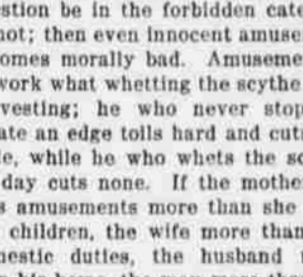 stion be in the forbidden cate
not; then even innocent amuse
omes morally bad. Amuseme
work what whetting the scythe
vesting; he who never stop
ate an edge toils hard and cut
e, while he who whets the sc
day cuts none. If the mothe
s amusements more than she
children, the wife more than
mestic duties, the husband